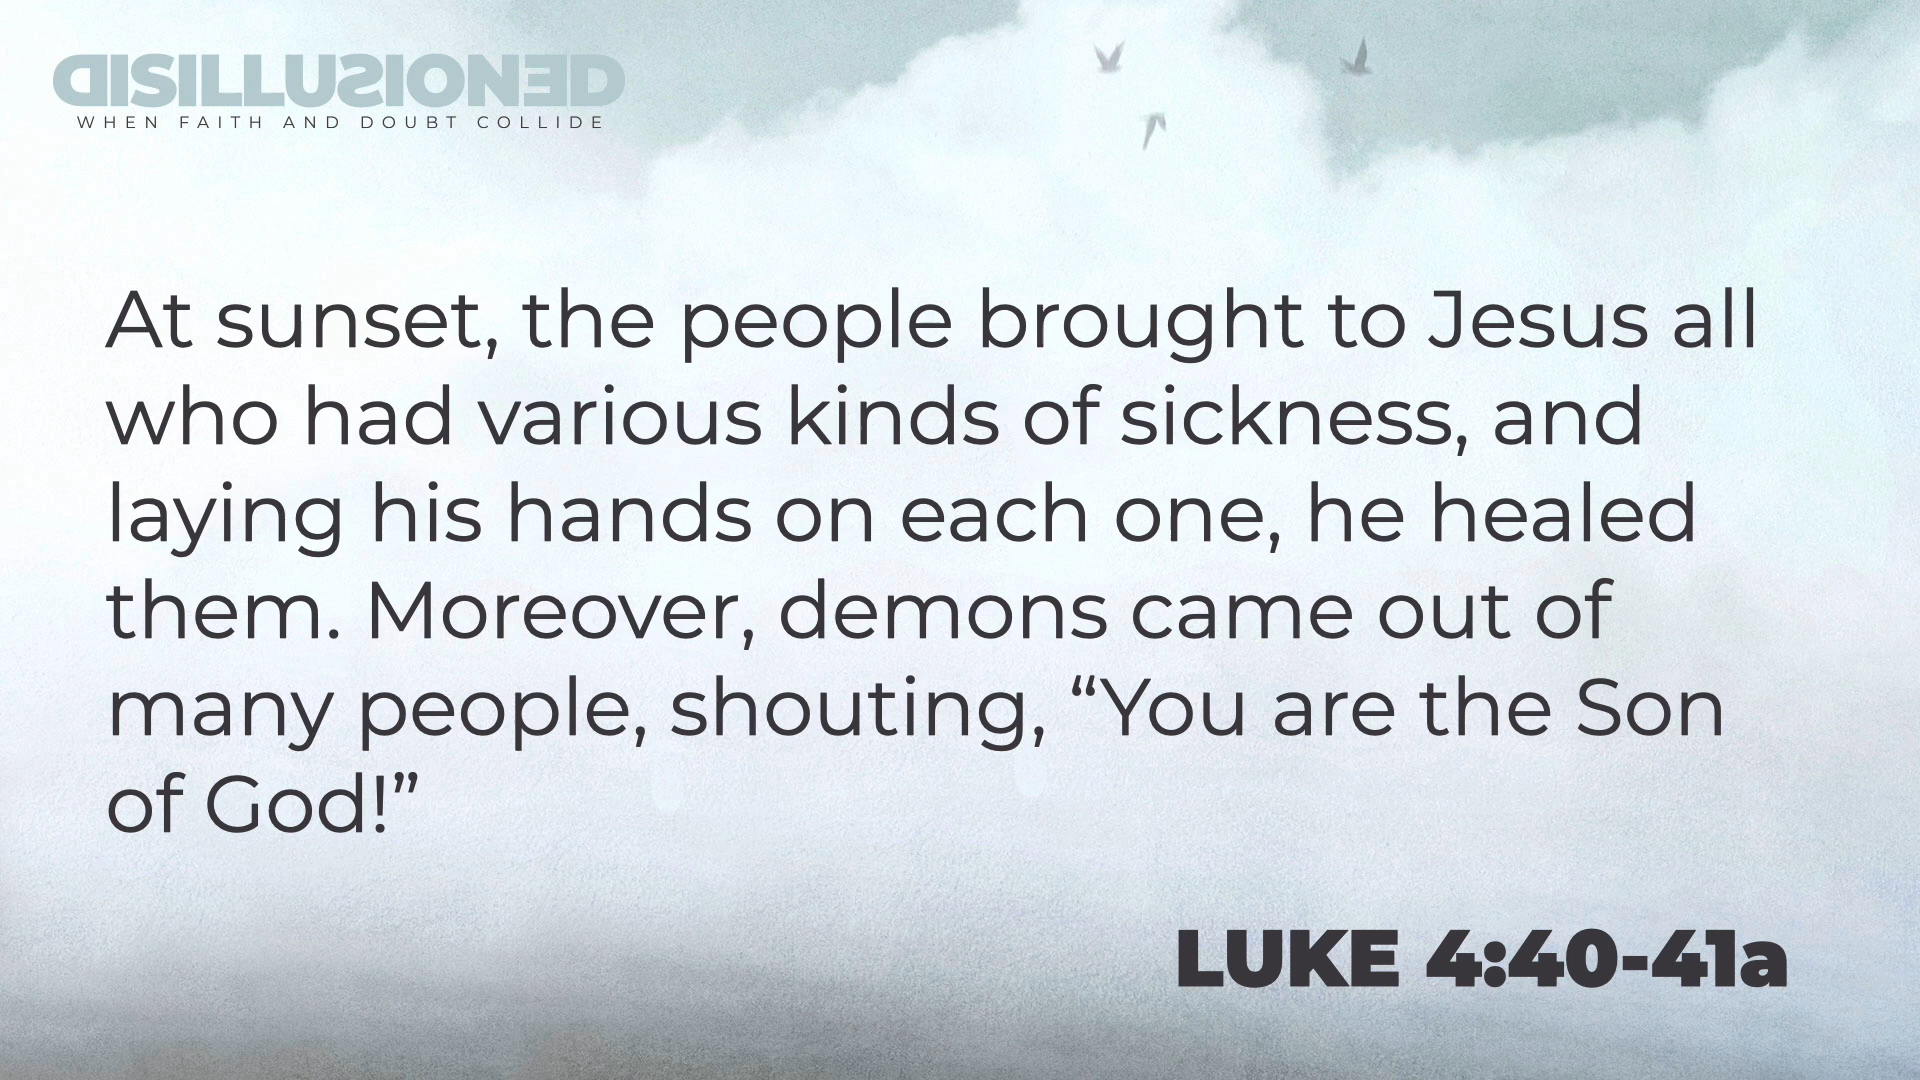 DISILLUSIONED
WHEN FAITH AND DOUBT COLLIDE
At sunset, the people brought to Jesus all
who had various kinds of sickness, and
laying his hands on each one, he healed
them. Moreover, demons came out of
many people, shouting, “You are the Son
of God!”
LUKE 4:40-41a